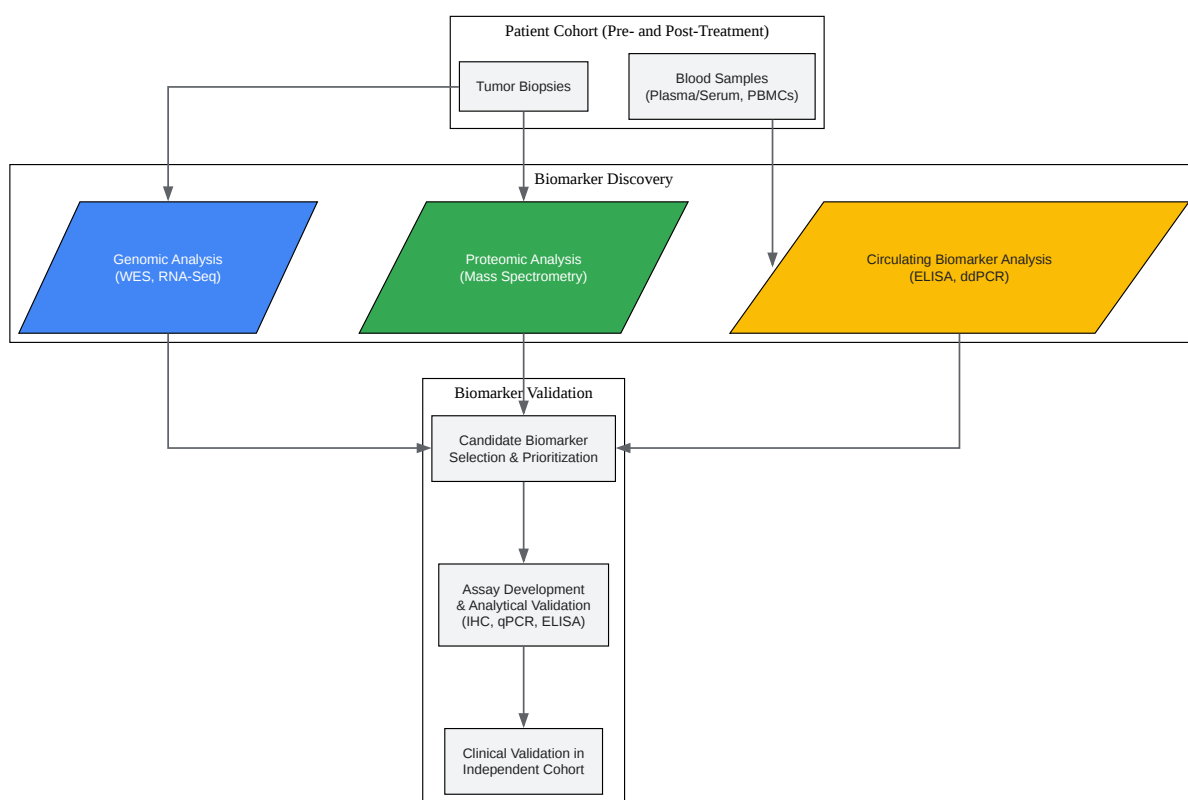 Patient Cohort (Pre- and Post-Treatment)
Tumor Biopsies
Blood Samples
(Plasma/Serum, PBMCs)
Biomarker Discovery
Genomic Analysis
(WES, RNA-Seq)
Proteomic Analysis
(Mass Spectrometry)
Circulating Biomarker Analysis
(ELISA, ddPCR)
Biomarker Validation
Candidate Biomarker
Selection & Prioritization
Assay Development
& Analytical Validation
(IHC, qPCR, ELISA)
Clinical Validation in
Independent Cohort